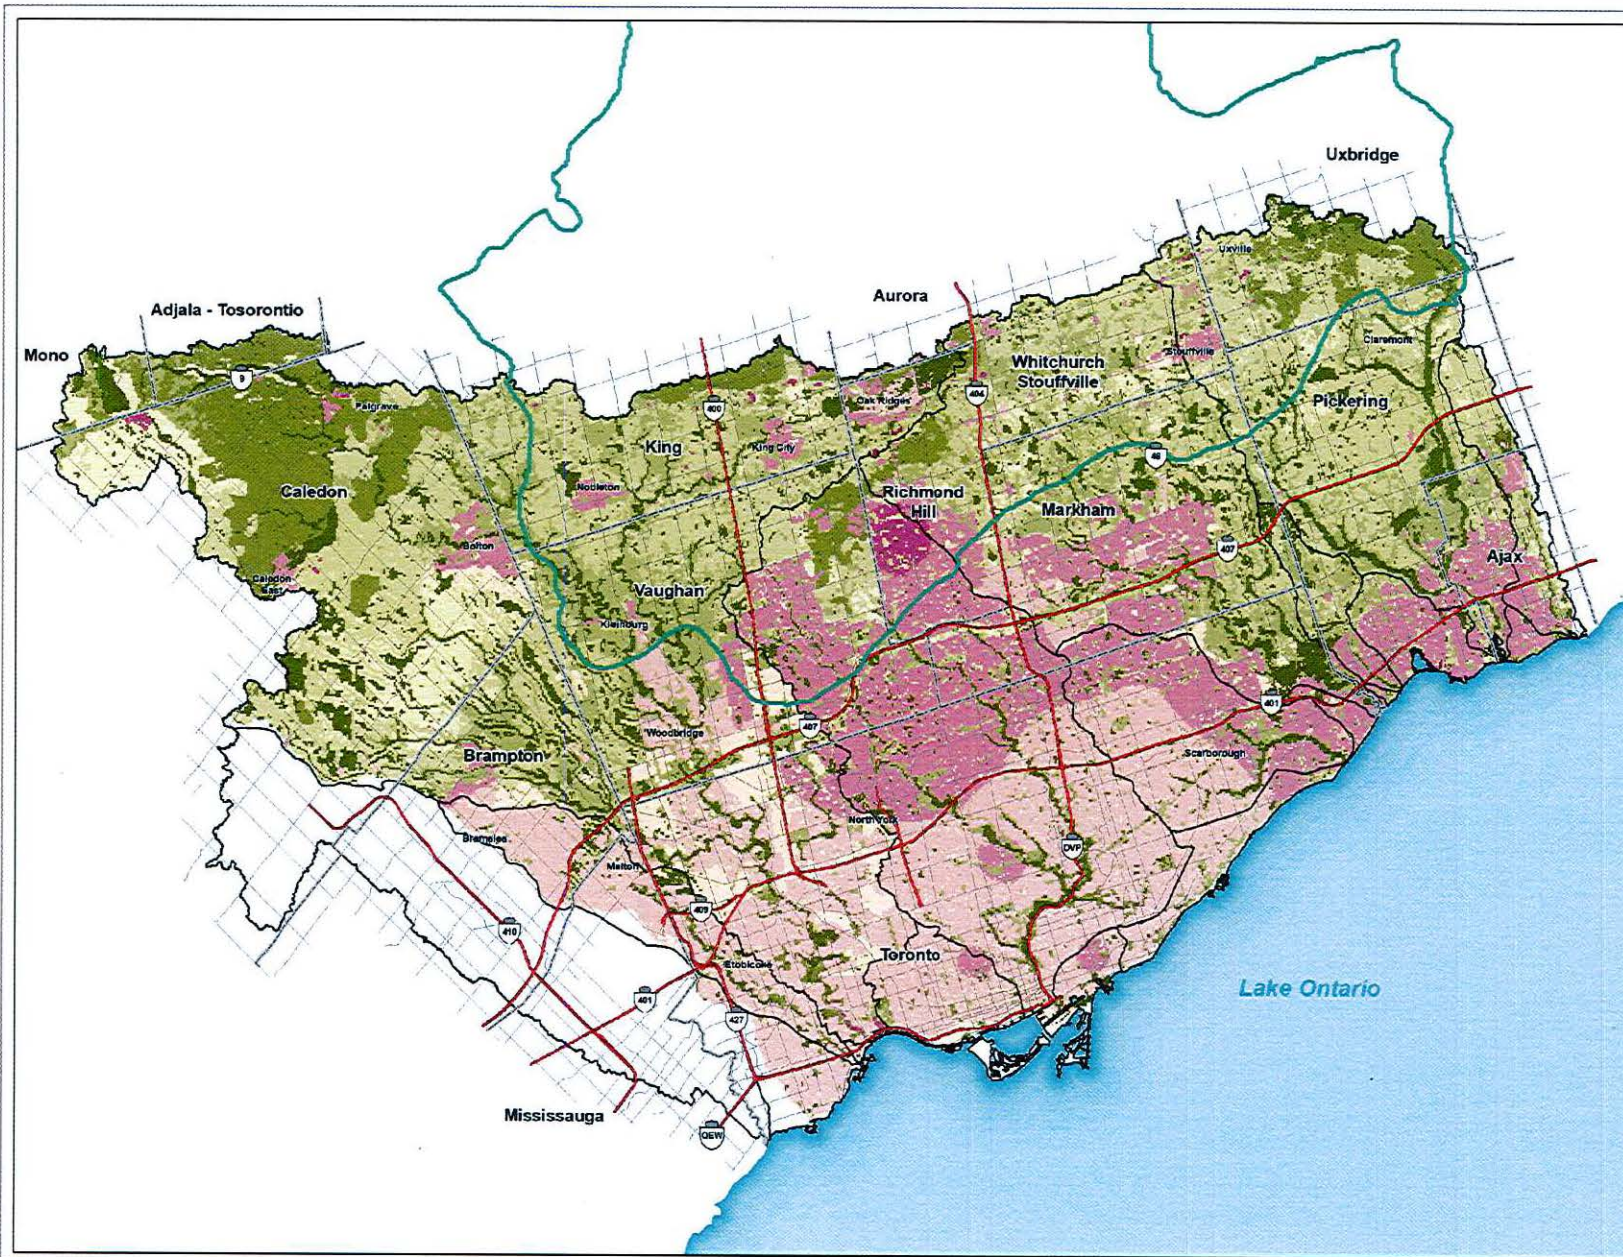 Uxbridge
Uxville
Adjala - Tosorontio
Aurora
Mono
9
Whitchurch
Stouffville
Stouffville
Claremont
Palgrave
400
Oak Ridges
404
Pickering
King
King City
48
Caledon
Nobleton
Richmond
Hill
Markham
Bolton
407
Ajax
Caledon
East
Vaughan
Kleinburg
Woodbridge
407
401
Brampton
Scarborough
North York
Bramalea
DVP
Malton
409
410
Toronto
Etobicoke
Lake Ontario
401
427
Mississauga
QEW